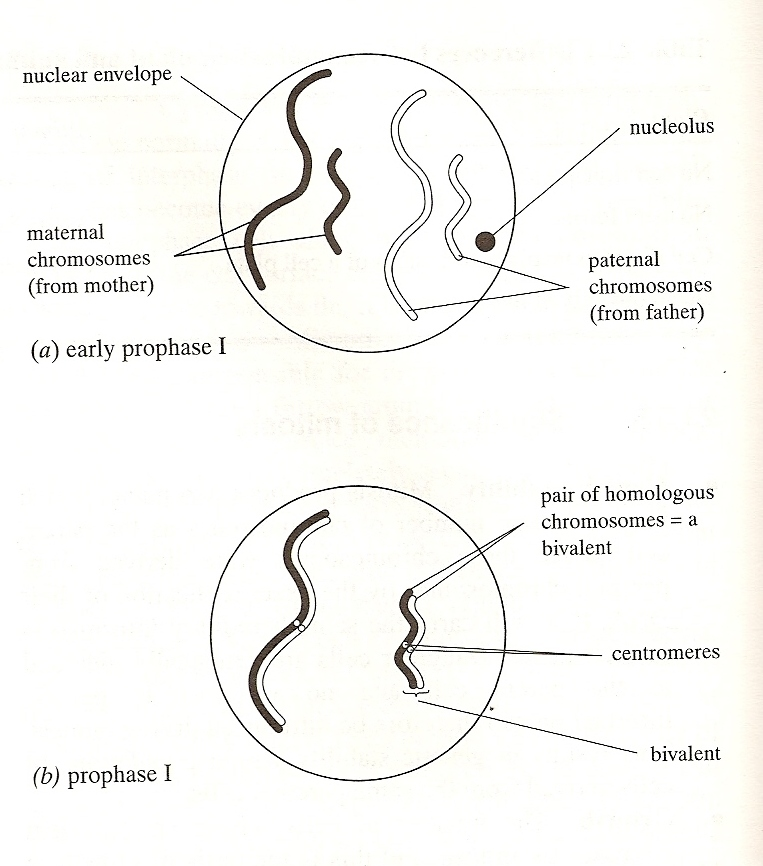 nuclear envelope
nucleolus
maternal
chromosomes
(from mother)
paternal
chromosomes
(from father)
(a) early prophase I
pair of homologous
chromosomes = a
bivalent
centromeres
bivalent
(b) prophase I